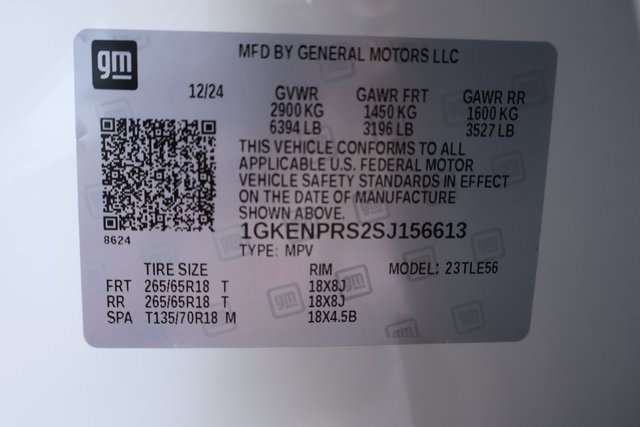 gm
MFD BY GENERAL MOTORS LLC
12/24 GVWR GAWR FRT GAWR RR
2900 KG 1450 KG 1600 KG
6394 LB 3196 LB 3527 LB
THIS VEHICLE CONFORMS TO ALL
APPLICABLE U.S. FEDERAL MOTOR
VEHICLE SAFETY STANDARDS IN EFFECT
ON THE DATE OF MANUFACTURE
SHOWN ABOVE.
8624
1GKENPRS2SJ156613
TYPE: MPV
TIRE SIZE RIM MODEL: 23TLE56
FRT 265/65R18 T 18X8J
RR 265/65R18 T 18X8J
SPA T135/70R18 M 18X4.5B